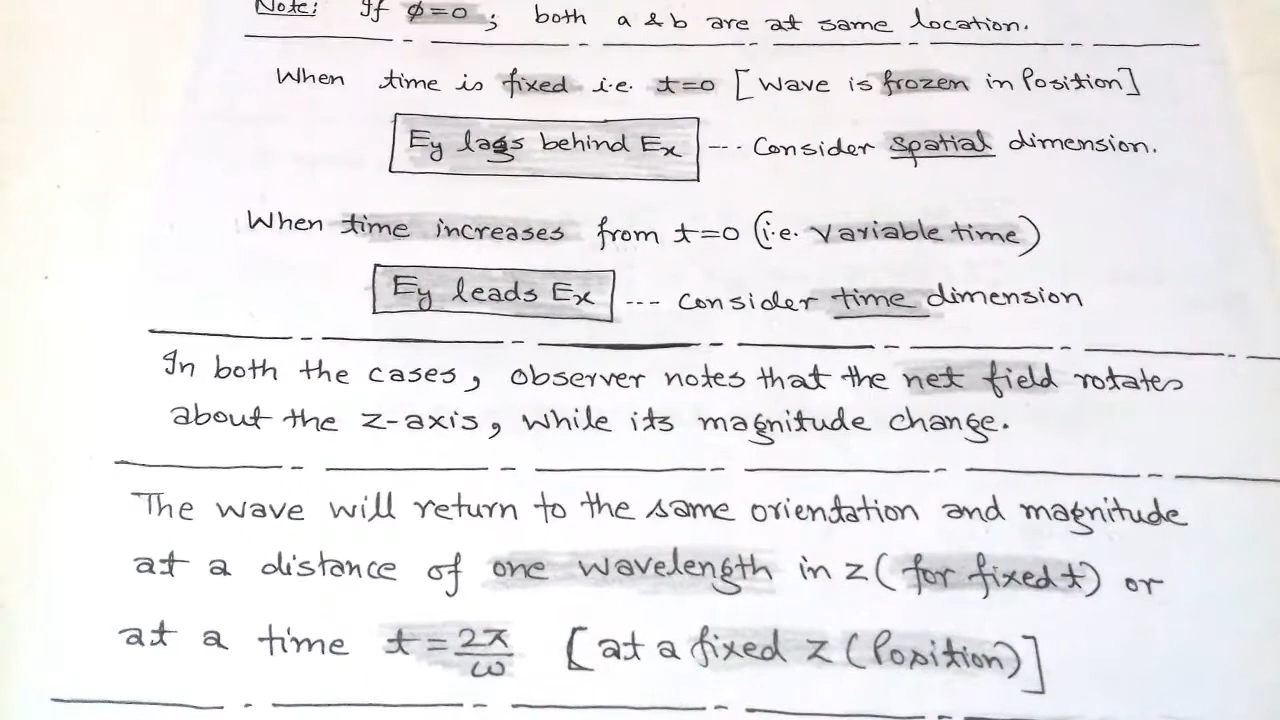 Note: If φ=0; both a & b are at same location.
When time is fixed i.e. t=0 [Wave is frozen in Position]
Ey lags behind Ex --- Consider spatial dimension.
When time increases from t=0 (i.e. Variable time)
Ey leads Ex --- Consider time dimension
In both the cases, observer notes that the net field rotates
about the z-axis, while its magnitude change.
The wave will return to the same orientation and magnitude
at a distance of one wavelength in z (for fixed t) or
at a time t = 2π/ω [at a fixed z (Position)]